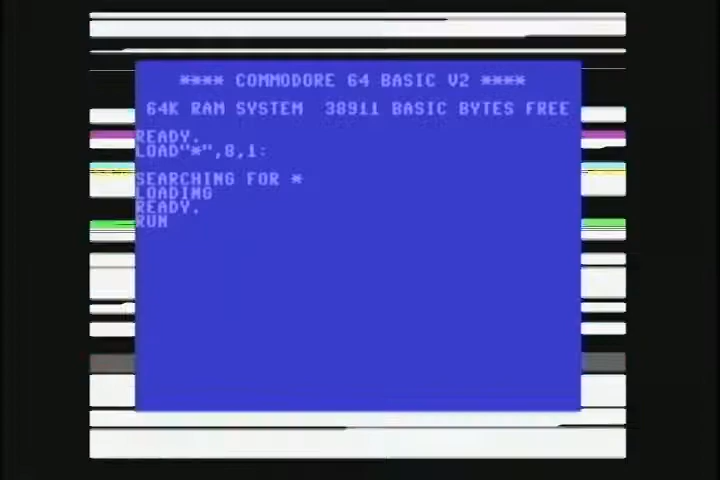 **** COMMODORE 64 BASIC V2 ****
64K RAM SYSTEM  38911 BASIC BYTES FREE
READY.
LOAD"*",8,1:
SEARCHING FOR *
LOADING
READY.
RUN